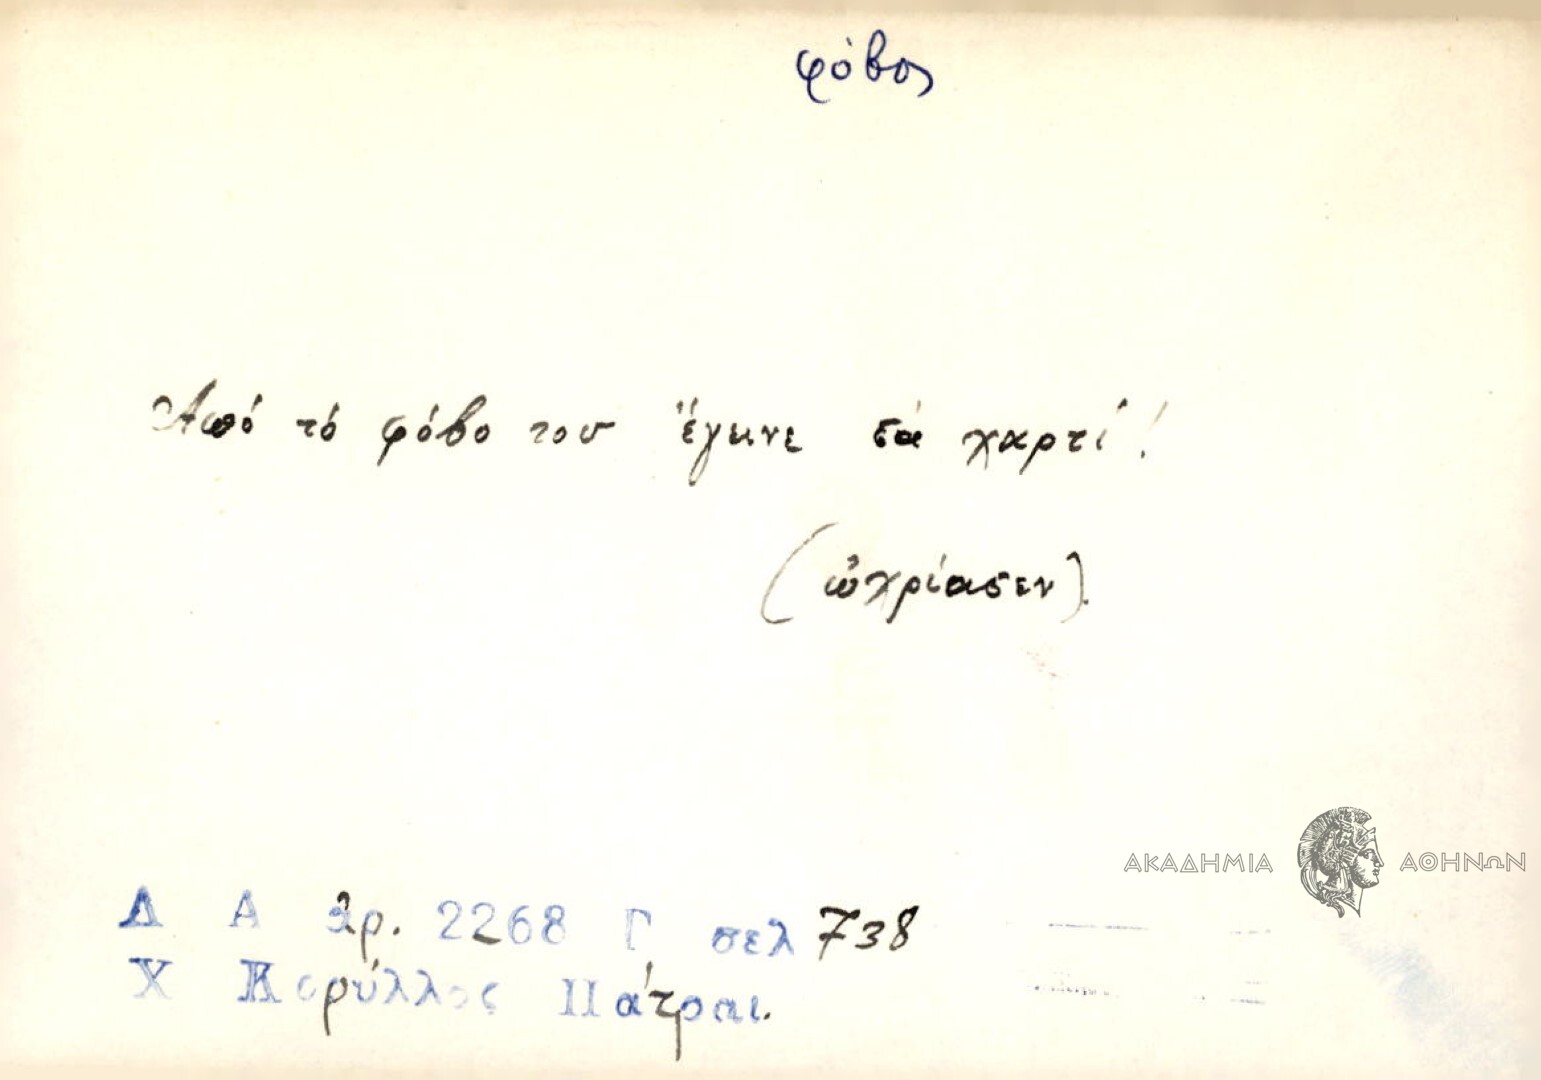 φόβος
Ἀπό τό φόβο του ἔγινε σά χαρτί!
(ὠχρίασεν).
ΑΚΑΔΗΜΙΑ ΑΘΗΝΩΝ
Λ Α ἀρ. 2268 Γ σελ 738
Χ Κορύλλος Πάτραι.